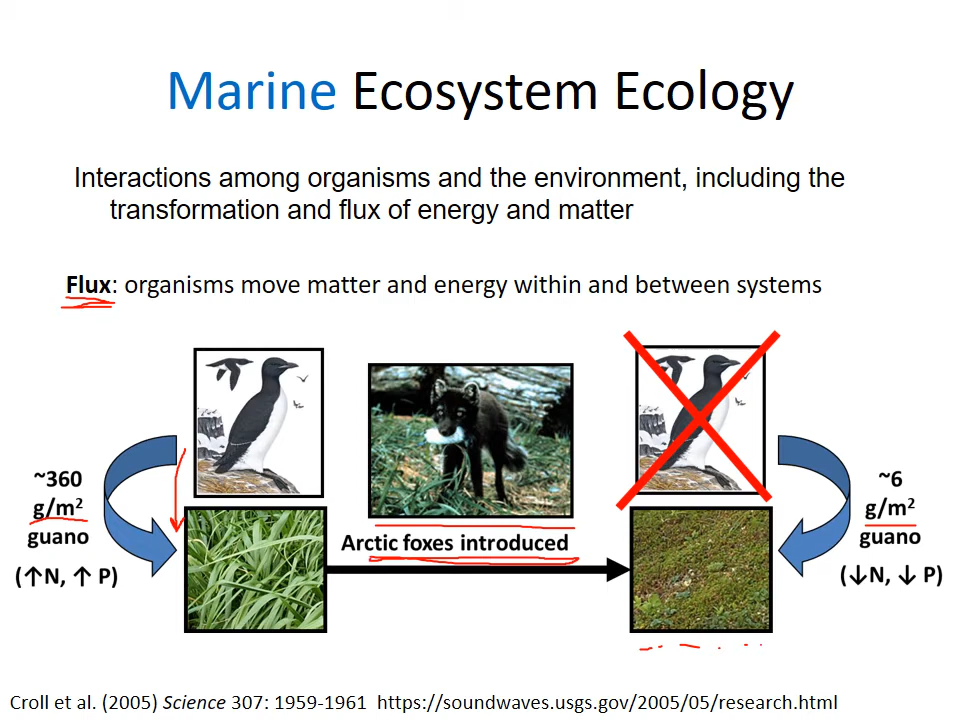 Marine Ecosystem Ecology
Interactions among organisms and the environment, including the
transformation and flux of energy and matter
Flux: organisms move matter and energy within and between systems
~360
g/m²
guano
(↑N, ↑ P)
Arctic foxes introduced
~6
g/m²
guano
(↓N, ↓ P)
Croll et al. (2005) Science 307: 1959-1961  https://soundwaves.usgs.gov/2005/05/research.html